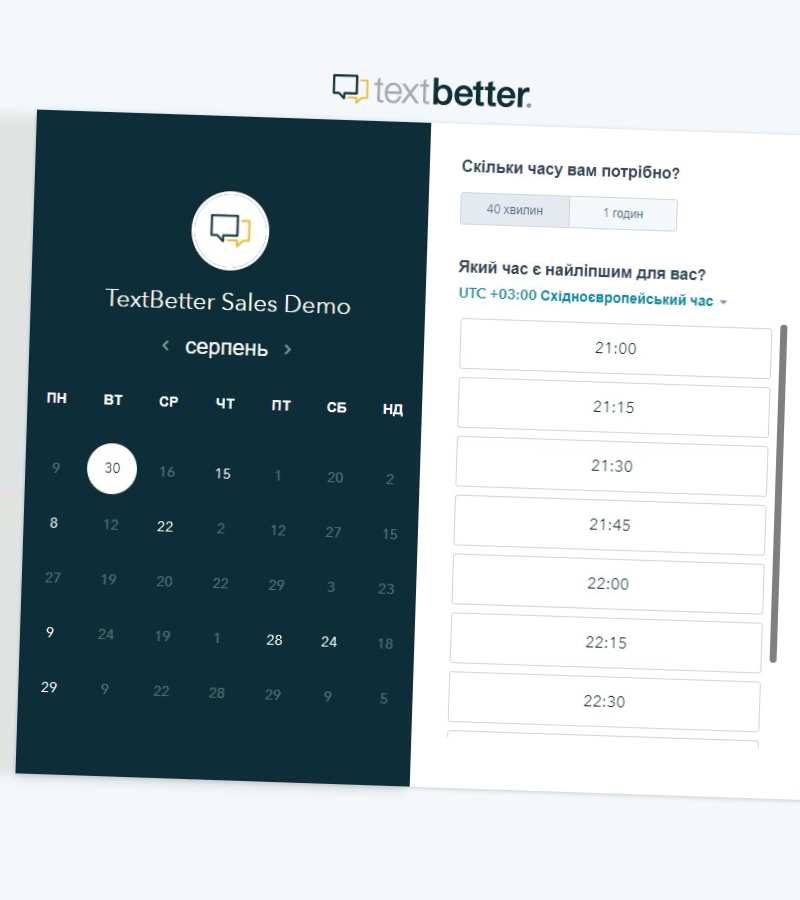 textbetter.
TextBetter Sales Demo
серпень
ПН ВТ СР ЧТ ПТ СБ НД
9 30 16 15 1 20 2
8 12 22 2 12 27 15
27 19 20 22 29 3 23
9 24 19 1 28 24 18
29 9 22 28 29 9 5
Скільки часу вам потрібно?
40 хвилин 1 годин
Який час є найліпшим для вас?
UTC +03:00 Східноєвропейський час
21:00
21:15
21:30
21:45
22:00
22:15
22:30